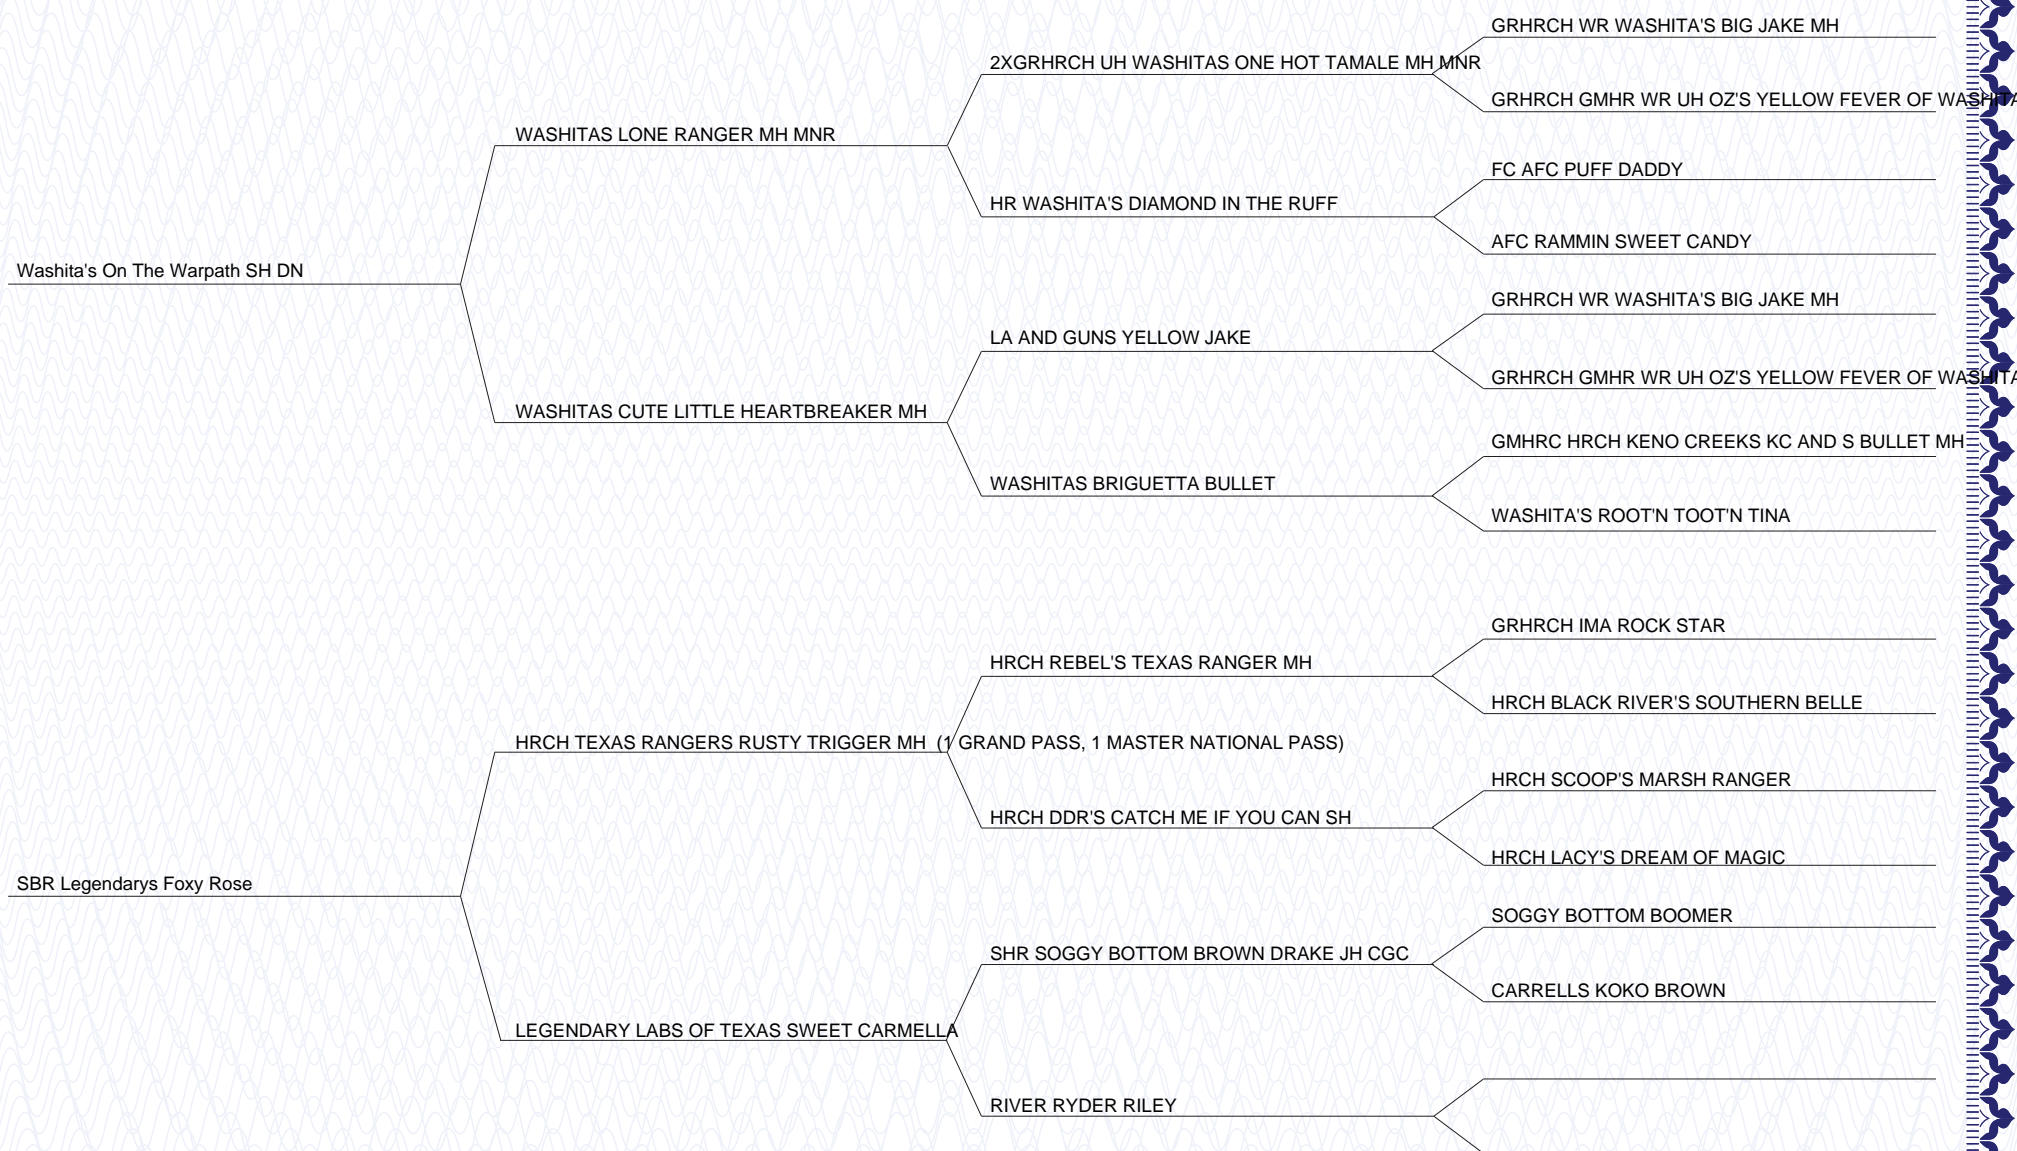 GRHRCH WR WASHITA'S BIG JAKE MH
2XGRHRCH UH WASHITAS ONE HOT TAMALE MH MNR
GRHRCH GMHR WR UH OZ'S YELLOW FEVER OF WASHITA
WASHITAS LONE RANGER MH MNR
FC AFC PUFF DADDY
HR WASHITA'S DIAMOND IN THE RUFF
AFC RAMMIN SWEET CANDY
Washita's On The Warpath SH DN
GRHRCH WR WASHITA'S BIG JAKE MH
LA AND GUNS YELLOW JAKE
GRHRCH GMHR WR UH OZ'S YELLOW FEVER OF WASHITA
WASHITAS CUTE LITTLE HEARTBREAKER MH
GMHRC HRCH KENO CREEKS KC AND S BULLET MH
WASHITAS BRIGUETTA BULLET
WASHITA'S ROOT'N TOOT'N TINA
GRHRCH IMA ROCK STAR
HRCH REBEL'S TEXAS RANGER MH
HRCH BLACK RIVER'S SOUTHERN BELLE
HRCH TEXAS RANGERS RUSTY TRIGGER MH (1 GRAND PASS, 1 MASTER NATIONAL PASS)
HRCH SCOOP'S MARSH RANGER
HRCH DDR'S CATCH ME IF YOU CAN SH
HRCH LACY'S DREAM OF MAGIC
SBR Legendarys Foxy Rose
SOGGY BOTTOM BOOMER
SHR SOGGY BOTTOM BROWN DRAKE JH CGC
CARRELLS KOKO BROWN
LEGENDARY LABS OF TEXAS SWEET CARMELLA
RIVER RYDER RILEY